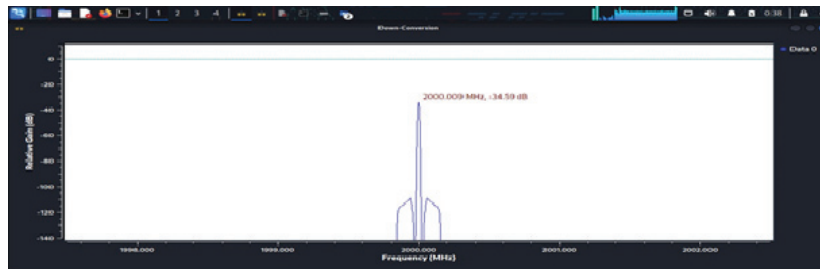 1 2 3 4
0:38
Down-Conversion
Data 0
2000.009 MHz, -34.59 dB
Relative Gain (dB)
0
-20
-40
-60
-80
-100
-120
-140
1998.000 1999.000 2000.000 2001.000 2002.000
Frequency (MHz)